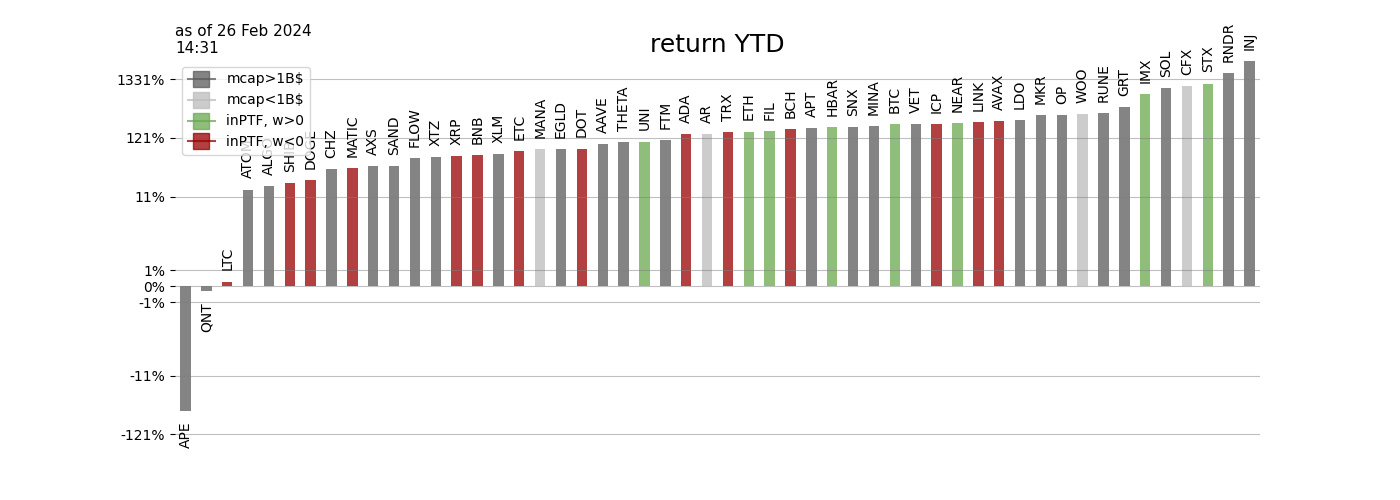 as of 26 Feb 2024
14:31
return YTD
mcap>1B$
mcap<1B$
inPTF, w>0
inPTF, w<0
1331%
121%
11%
1%
0%
-1%
-11%
-121%
APE
QNT
LTC
ATOM
ALGO
SHIB
DOGE
CHZ
MATIC
AXS
SAND
FLOW
XTZ
XRP
BNB
XLM
ETC
MANA
EGLD
DOT
AAVE
THETA
UNI
FTM
ADA
AR
TRX
ETH
FIL
BCH
APT
HBAR
SNX
MINA
BTC
VET
ICP
NEAR
LINK
AVAX
LDO
MKR
OP
WOO
RUNE
GRT
IMX
SOL
CFX
STX
RNDR
INJ